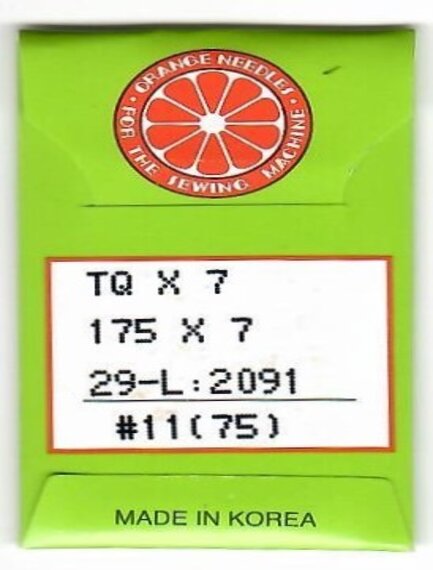 ORANGE NEEDLES
FOR THE SEWING MACHINE
TQ X 7
175 X 7
29-L:2091
#11(75)
MADE IN KOREA